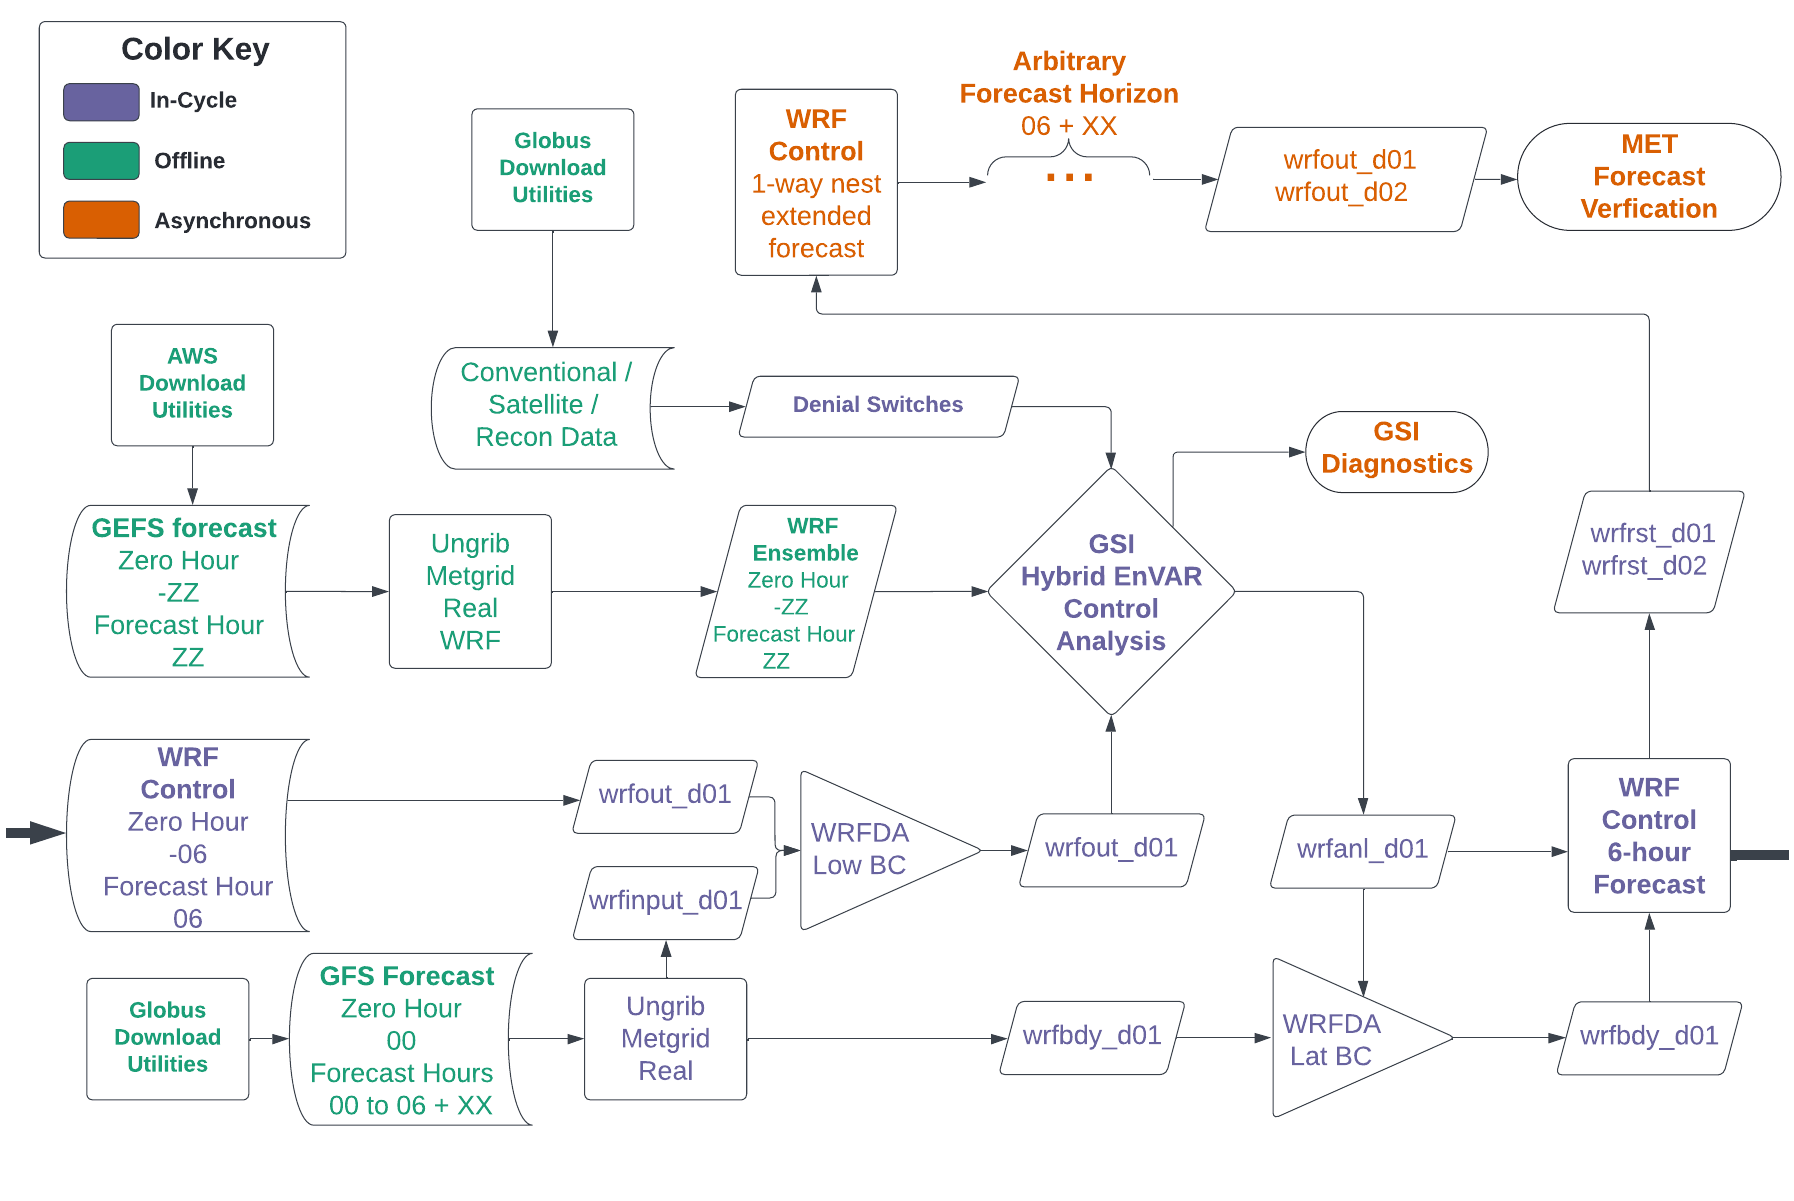 Color Key
In-Cycle
Offline
Asynchronous
Globus
Download
Utilities
WRF
Control
1-way nest
extended
forecast
Arbitrary
Forecast Horizon
06 + XX
...
wrfout_d01
wrfout_d02
MET
Forecast
Verfication
AWS
Download
Utilities
Conventional /
Satellite /
Recon Data
Denial Switches
GSI
Diagnostics
GEFS forecast
Zero Hour
-ZZ
Forecast Hour
ZZ
Ungrib
Metgrid
Real
WRF
WRF
Ensemble
Zero Hour
-ZZ
Forecast Hour
ZZ
GSI
Hybrid EnVAR
Control
Analysis
wrfrst_d01
wrfrst_d02
WRF
Control
Zero Hour
-06
Forecast Hour
06
wrfout_d01
wrfinput_d01
WRFDA
Low BC
wrfout_d01
wrfanl_d01
WRF
Control
6-hour
Forecast
Globus
Download
Utilities
GFS Forecast
Zero Hour
00
Forecast Hours
00 to 06 + XX
Ungrib
Metgrid
Real
wrfbdy_d01
WRFDA
Lat BC
wrfbdy_d01